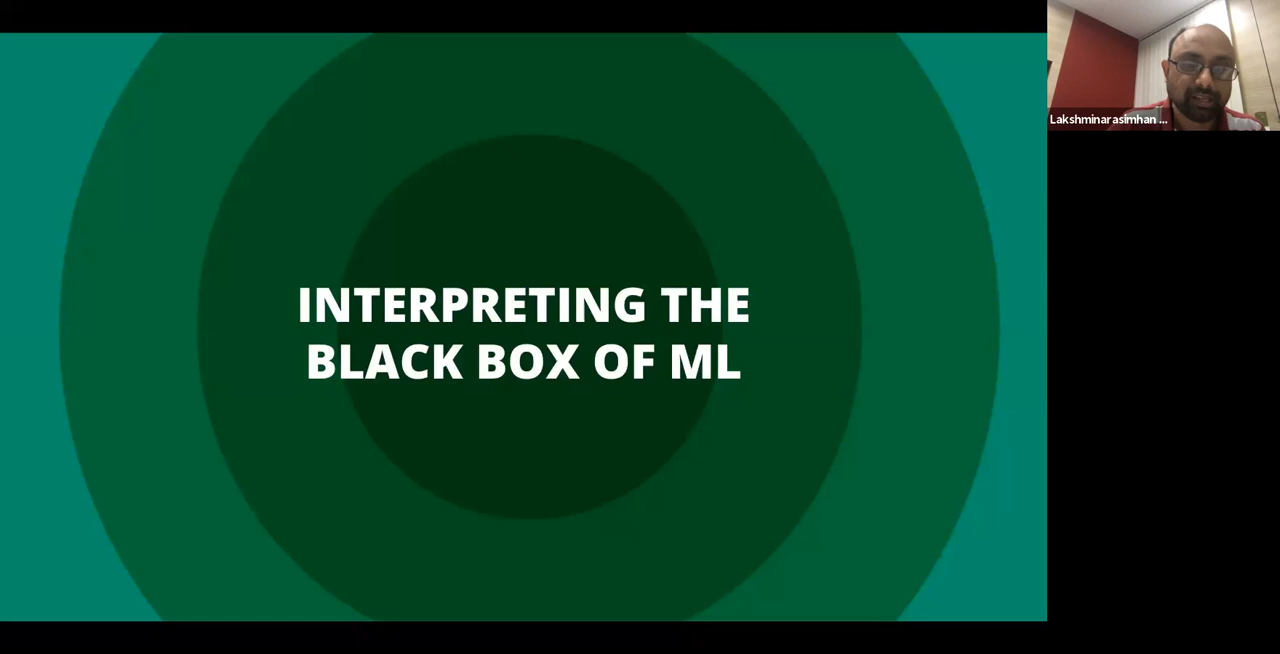 INTERPRETING THE
BLACK BOX OF ML
Lakshminarasimhan ...